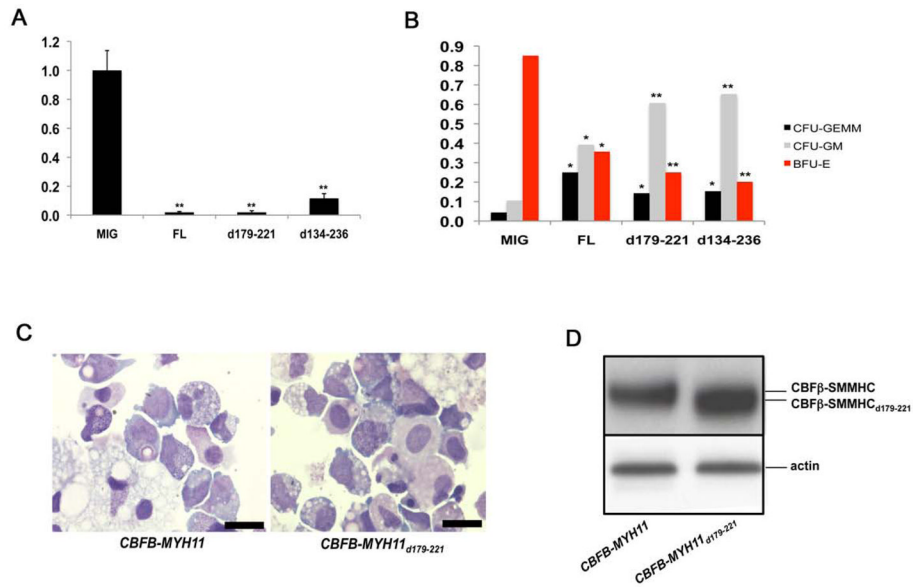 A
1.2
1.0
0.8
0.6
0.4
0.2
0.0
**
**
**
MIG FL d179-221 d134-236
B
0.9
0.8
0.7
0.6
0.5
0.4
0.3
0.2
0.1
0.0
* * *
* ** **
* ** **
MIG FL d179-221 d134-236
CFU-GEMM
CFU-GM
BFU-E
C
CBFB-MYH11
CBFB-MYH11d179-221
D
CBFβ-SMMHC
CBFβ-SMMHCd179-221
actin
CBFB-MYH11
CBFB-MYH11d179-221